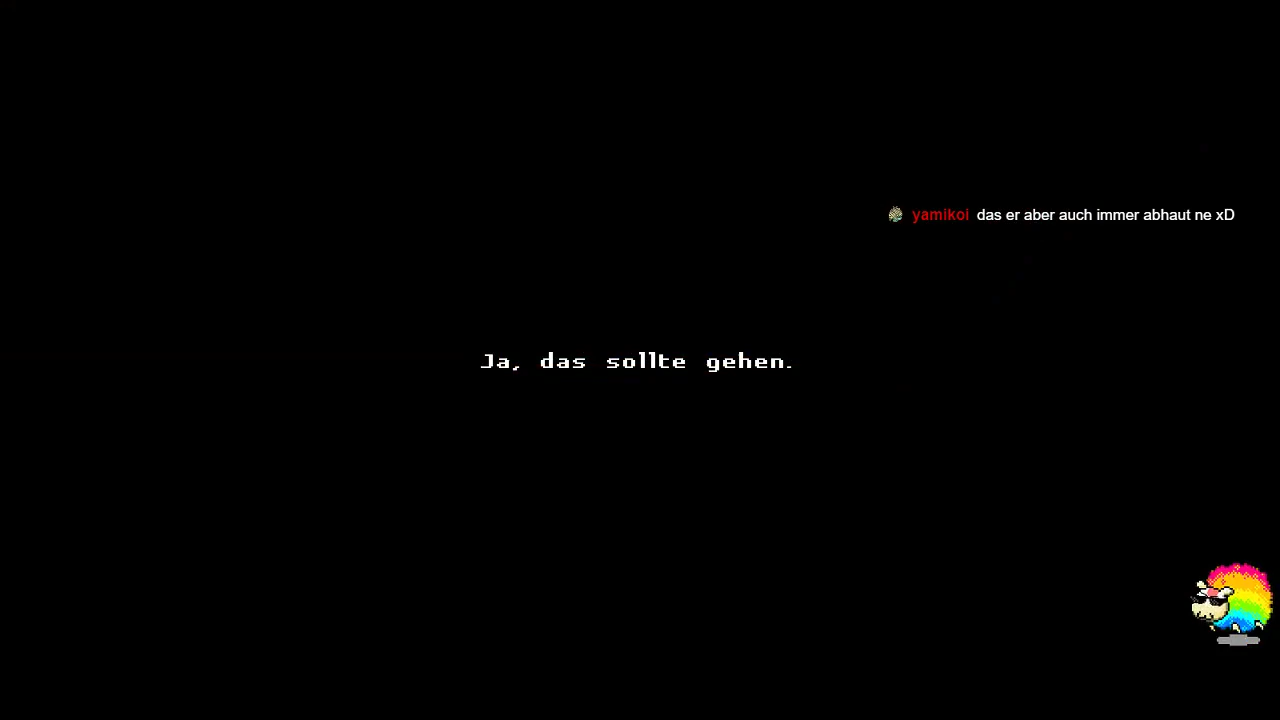 yamikoi das er aber auch immer abhaut ne xD
Ja, das sollte gehen.